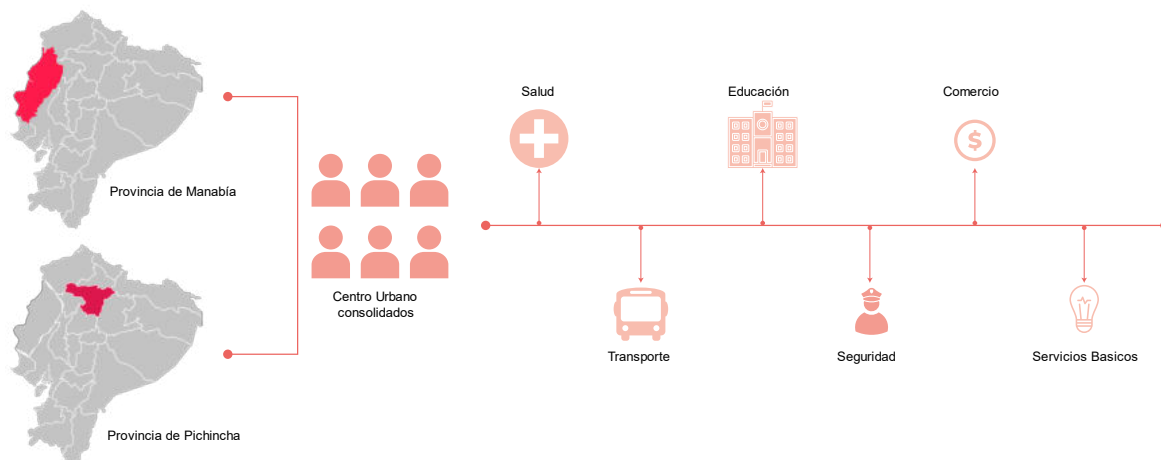 Provincia de Manabía
Provincia de Pichincha
Centro Urbano
consolidados
Salud
Educación
Comercio
Transporte
Seguridad
Servicios Basicos
$